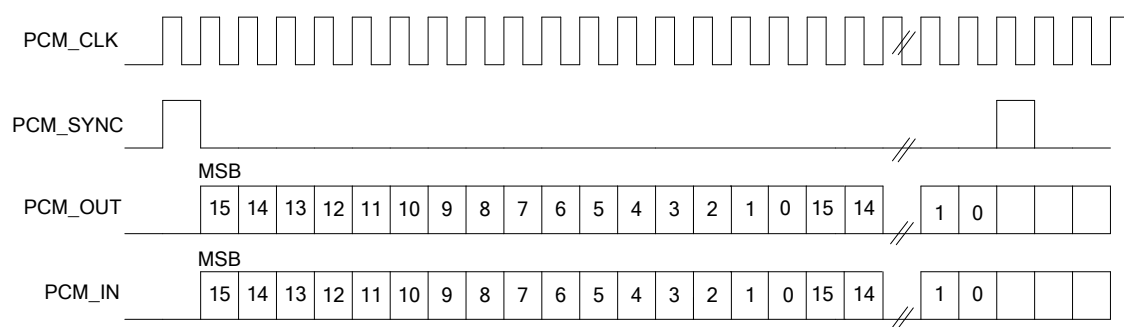 PCM_CLK
PCM_SYNC
MSB
PCM_OUT 15 14 13 12 11 10 9 8 7 6 5 4 3 2 1 0 15 14 1 0
MSB
PCM_IN 15 14 13 12 11 10 9 8 7 6 5 4 3 2 1 0 15 14 1 0